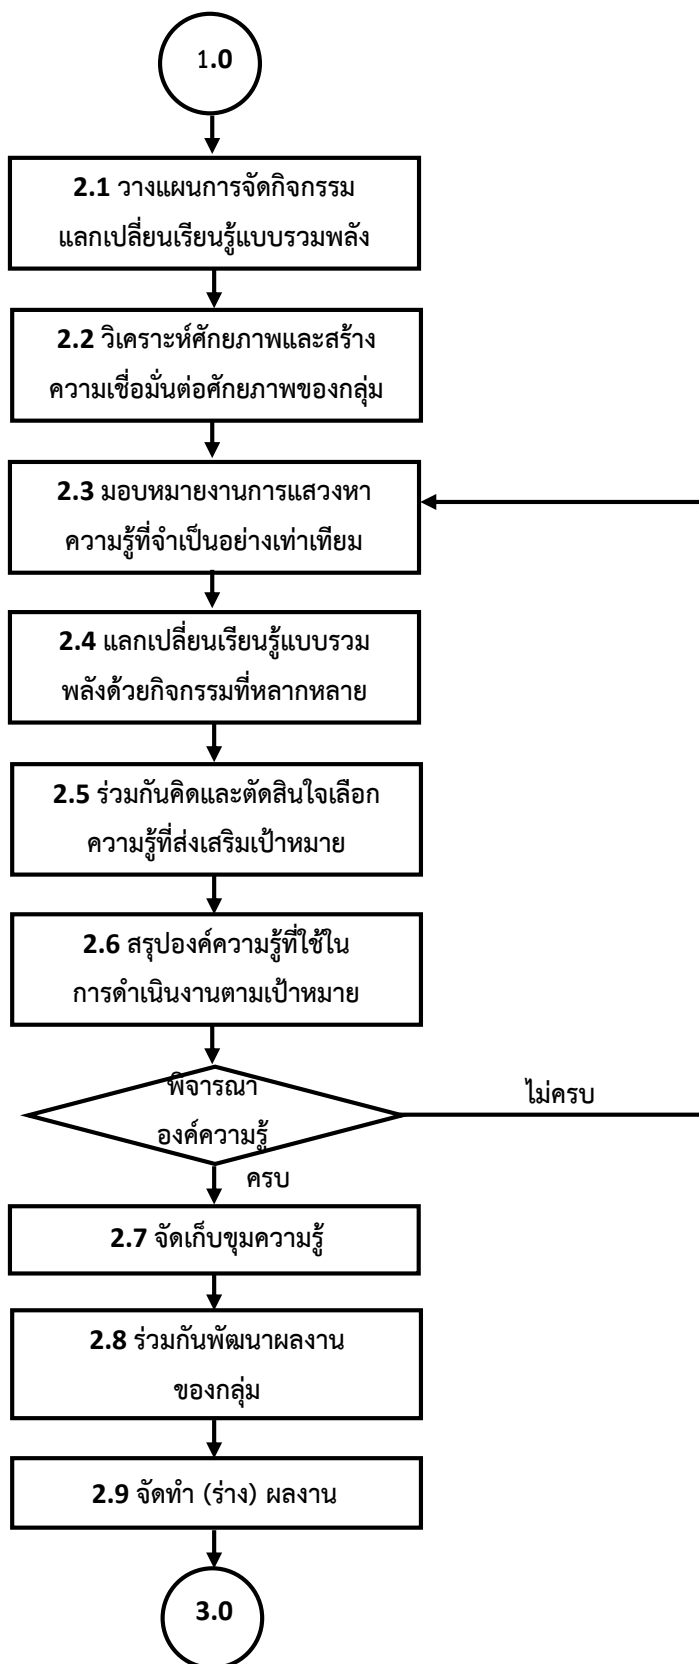 1.0
2.1 วางแผนการจัดกิจกรรม
แลกเปลี่ยนเรียนรู้แบบรวมพลัง
2.2 วิเคราะห์ศักยภาพและสร้าง
ความเชื่อมั่นต่อศักยภาพของกลุ่ม
2.3 มอบหมายงานการแสวงหา
ความรู้ที่จำเป็นอย่างเท่าเทียม
2.4 แลกเปลี่ยนเรียนรู้แบบรวม
พลังด้วยกิจกรรมที่หลากหลาย
2.5 ร่วมกันคิดและตัดสินใจเลือก
ความรู้ที่ส่งเสริมเป้าหมาย
2.6 สรุปองค์ความรู้ที่ใช้ใน
การดำเนินงานตามเป้าหมาย
พิจารณา
องค์ความรู้
ไม่ครบ
ครบ
2.7 จัดเก็บขุมความรู้
2.8 ร่วมกันพัฒนาผลงาน
ของกลุ่ม
2.9 จัดทำ (ร่าง) ผลงาน
3.0